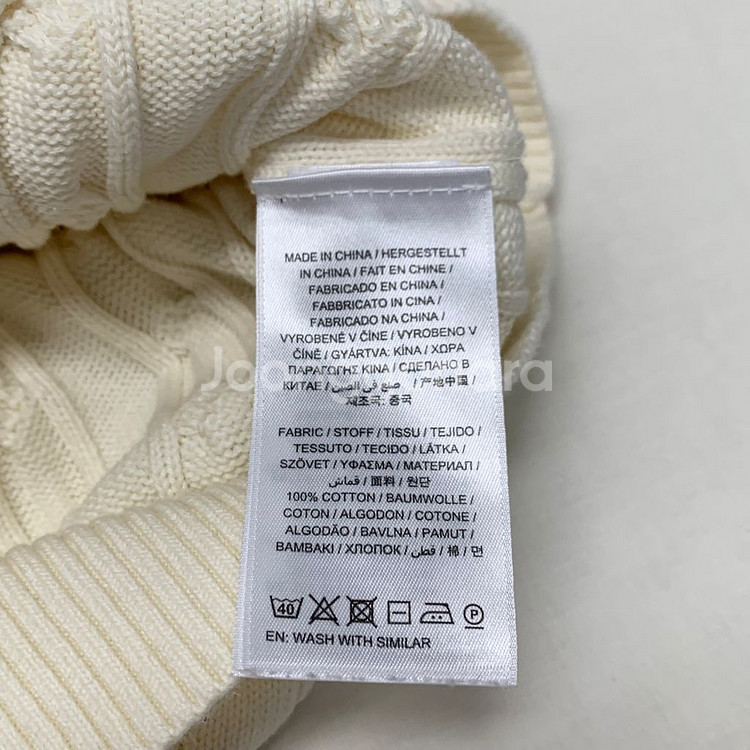 MADE IN CHINA / HERGESTELLT
IN CHINA / FAIT EN CHINE /
FABRICADO EN CHINA /
FABBRICATO IN CINA /
FABRICADO NA CHINA /
VYROBENÉ V ČÍNE / VYROBENO V
ČÍNĚ / GYÁRTVA: KÍNA / ΧΩΡΑ
ΠΑΡΑΓΩΓΗΣ ΚΙΝΑ / СДЕЛАНО В
КИТАЕ / صنع في الصين / 产地中国 /
제조국: 중국
FABRIC / STOFF / TISSU / TEJIDO /
TESSUTO / TECIDO / LÁTKA /
SZÖVET / ΥΦΑΣΜΑ / МАТЕРИАЛ /
قماش / 面料 / 원단
100% COTTON / BAUMWOLLE /
COTON / ALGODON / COTONE /
ALGODÃO / BAVLNA / PAMUT /
ΒΑΜΒΑΚΙ / ХЛОПОК / قطن / 棉 / 면
40
P
EN: WASH WITH SIMILAR